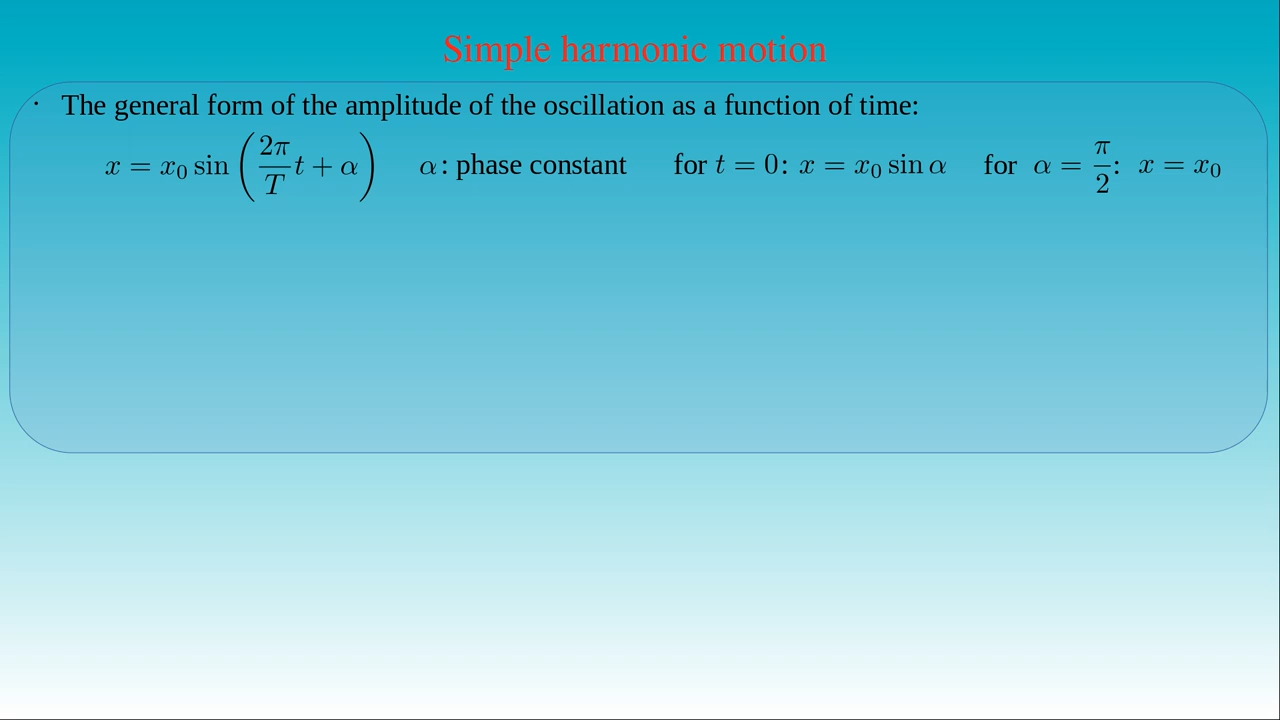 Simple harmonic motion
· The general form of the amplitude of the oscillation as a function of time:
x = x₀ sin (2π/T t + α) α: phase constant for t = 0: x = x₀ sin α for α = π/2: x = x₀